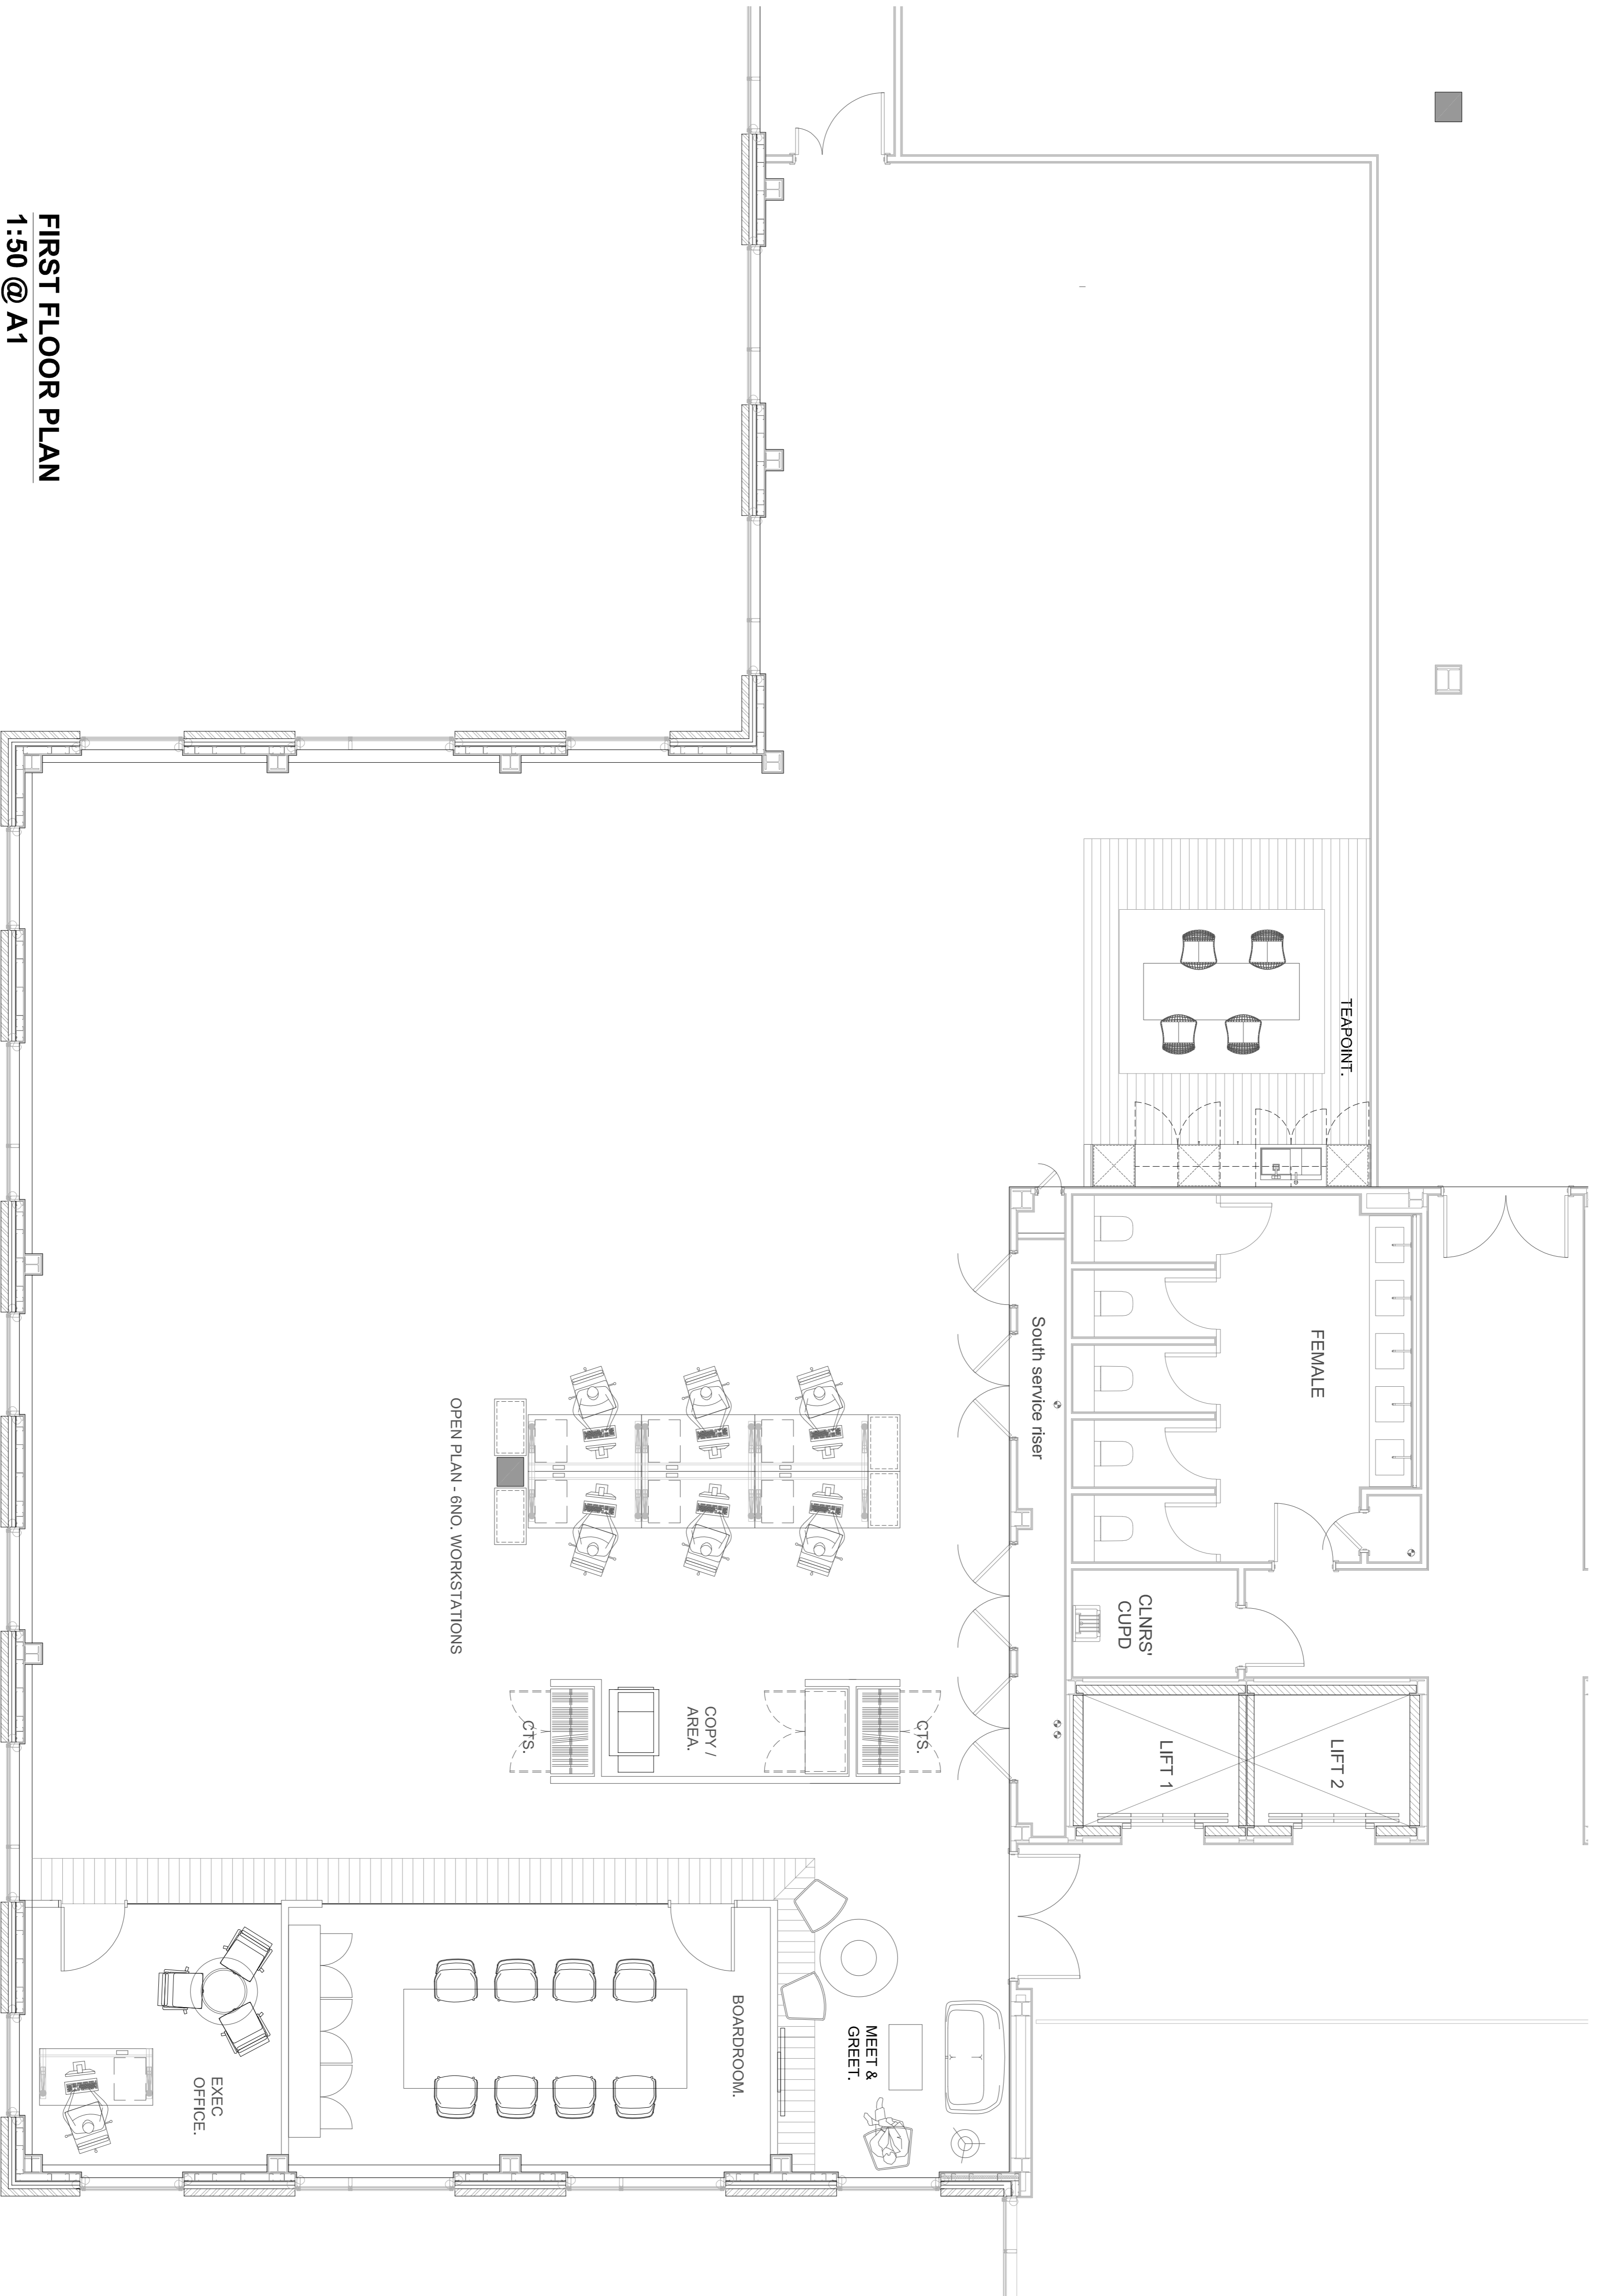 FIRST FLOOR PLAN
1:50 @ A1
TEAPOINT.
FEMALE
South service riser
CLNRS'
CUPD
LIFT 2
LIFT 1
OPEN PLAN - 6NO. WORKSTATIONS
COPY /
AREA.
CTS.
CTS.
MEET &
GREET.
BOARDROOM.
EXEC
OFFICE.